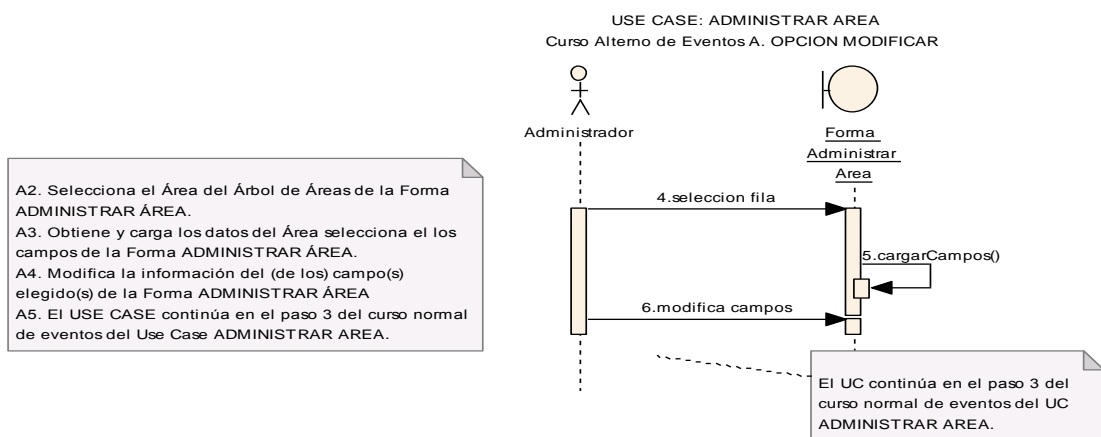 USE CASE: ADMINISTRAR AREA
Curso Alterno de Eventos A. OPCION MODIFICAR
Administrador
Forma
Administrar
Area
A2. Selecciona el Área del Árbol de Áreas de la Forma
ADMINISTRAR ÁREA.
A3. Obtiene y carga los datos del Área selecciona el los
campos de la Forma ADMINISTRAR ÁREA.
A4. Modifica la información del (de los) campo(s)
elegido(s) de la Forma ADMINISTRAR ÁREA
A5. El USE CASE continúa en el paso 3 del curso normal
de eventos del Use Case ADMINISTRAR AREA.
4.seleccion fila
5.cargarCampos()
6.modifica campos
El UC continúa en el paso 3 del
curso normal de eventos del UC
ADMINISTRAR AREA.